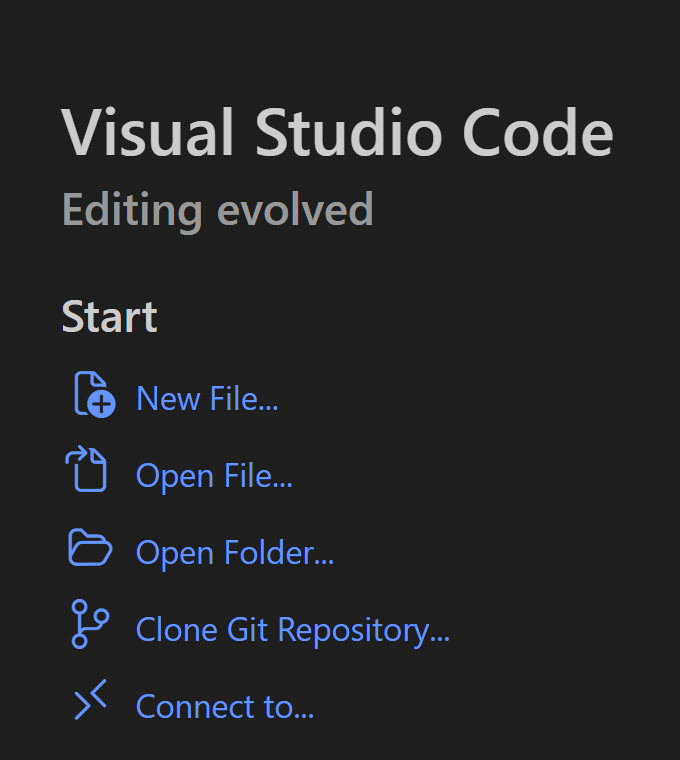 Visual Studio Code
Editing evolved
Start
New File...
Open File...
Open Folder...
Clone Git Repository...
Connect to...